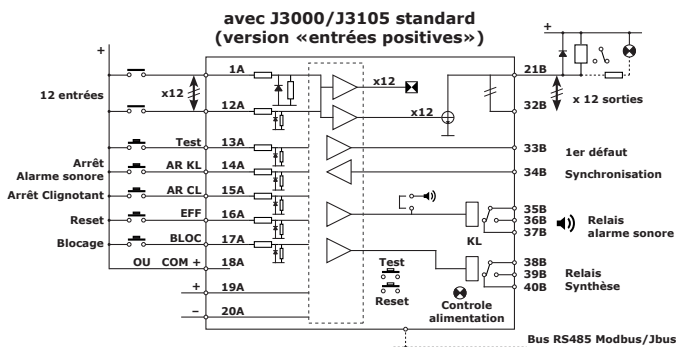 avec J3000/J3105 standard
(version «entrées positives»)
+
+
1A
x12
21B
12 entrées
x12
12A
x12
32B
x 12 sorties
Test
13A
33B
1er défaut
Arrêt
Alarme sonore
AR KL
14A
34B
Synchronisation
Arrêt Clignotant
AR CL
15A
Reset
EFF
16A
35B
36B
37B
Relais
alarme sonore
KL
Blocage
BLOC
17A
OU
COM +
18A
Test
Reset
38B
39B
40B
Relais
Synthèse
+
19A
–
20A
Controle
alimentation
Bus RS485 Modbus/Jbus